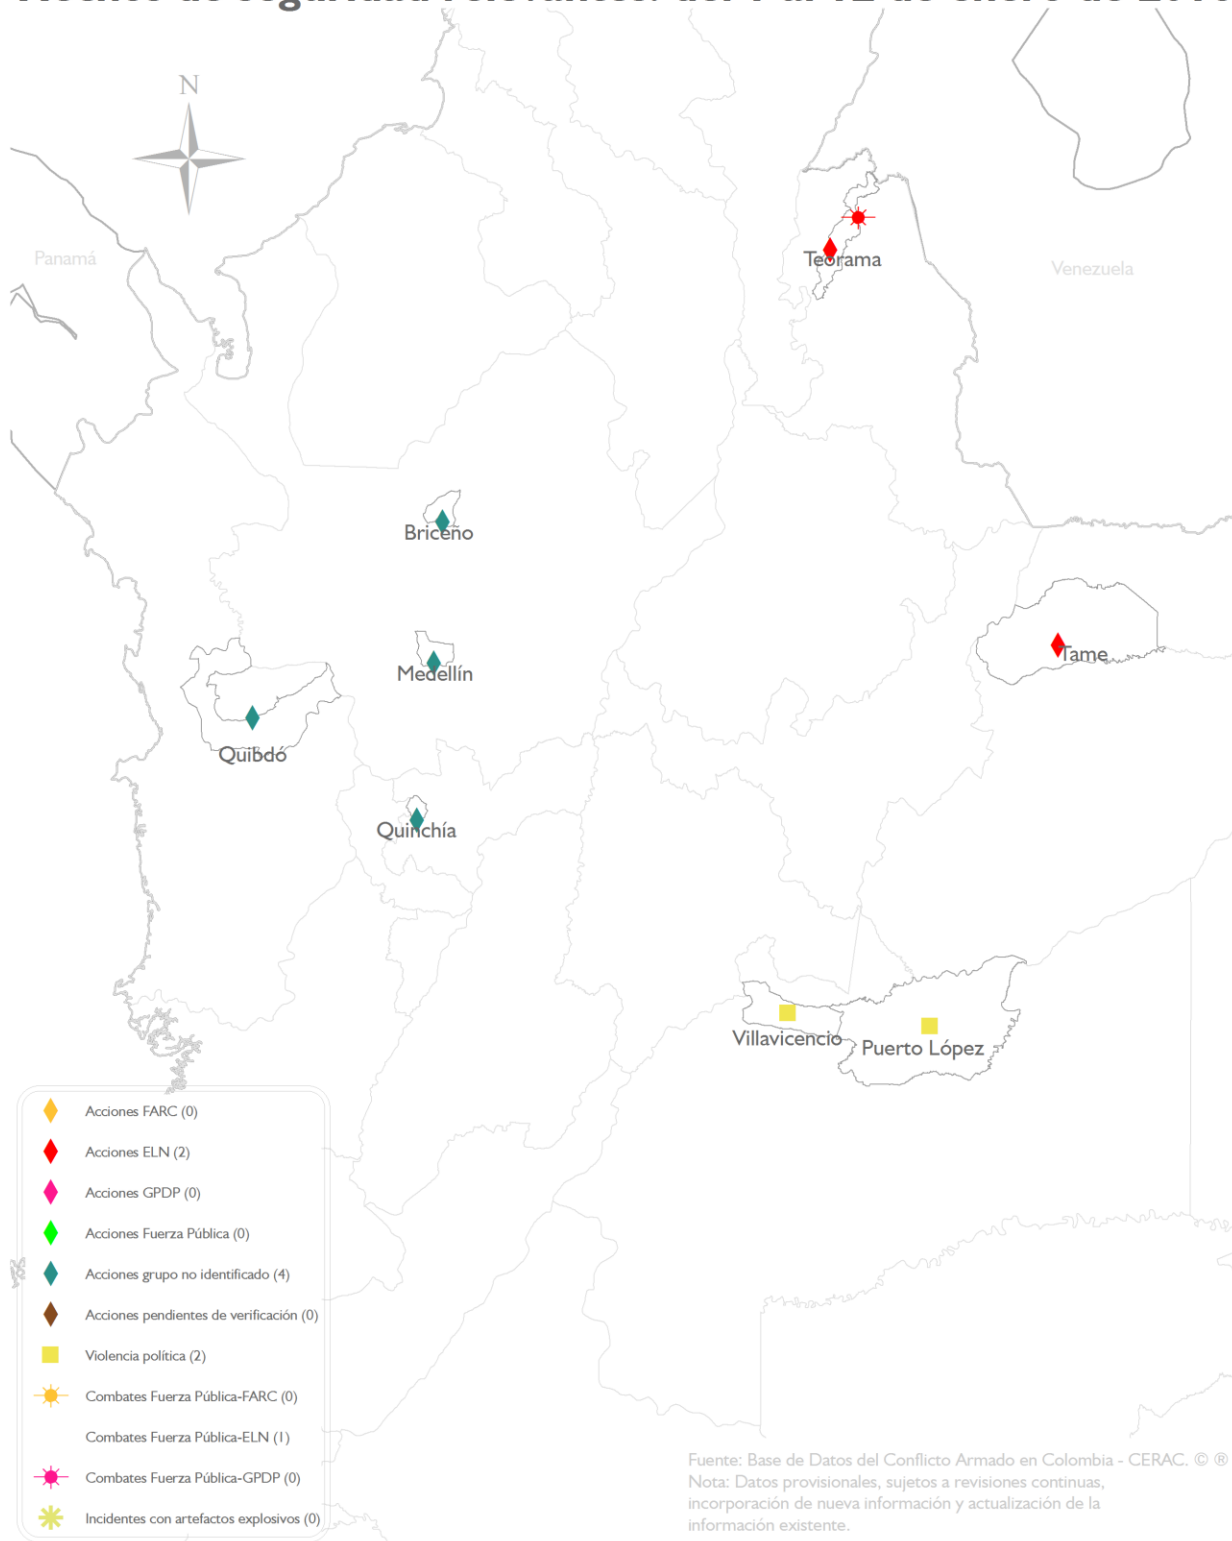 N
Panamá
Teorama
Venezuela
Briceño
Tame
Medellín
Quibdó
Quinchía
Villavicencio
Puerto López
Acciones FARC (0)
Acciones ELN (2)
Acciones GPDP (0)
Acciones Fuerza Pública (0)
Acciones grupo no identificado (4)
Acciones pendientes de verificación (0)
Violencia política (2)
Combates Fuerza Pública-FARC (0)
Combates Fuerza Pública-ELN (1)
Combates Fuerza Pública-GPDP (0)
Incidentes con artefactos explosivos (0)
Fuente: Base de Datos del Conflicto Armado en Colombia - CERAC. © ®
Nota: Datos provisionales, sujetos a revisiones continuas,
incorporación de nueva información y actualización de la
información existente.